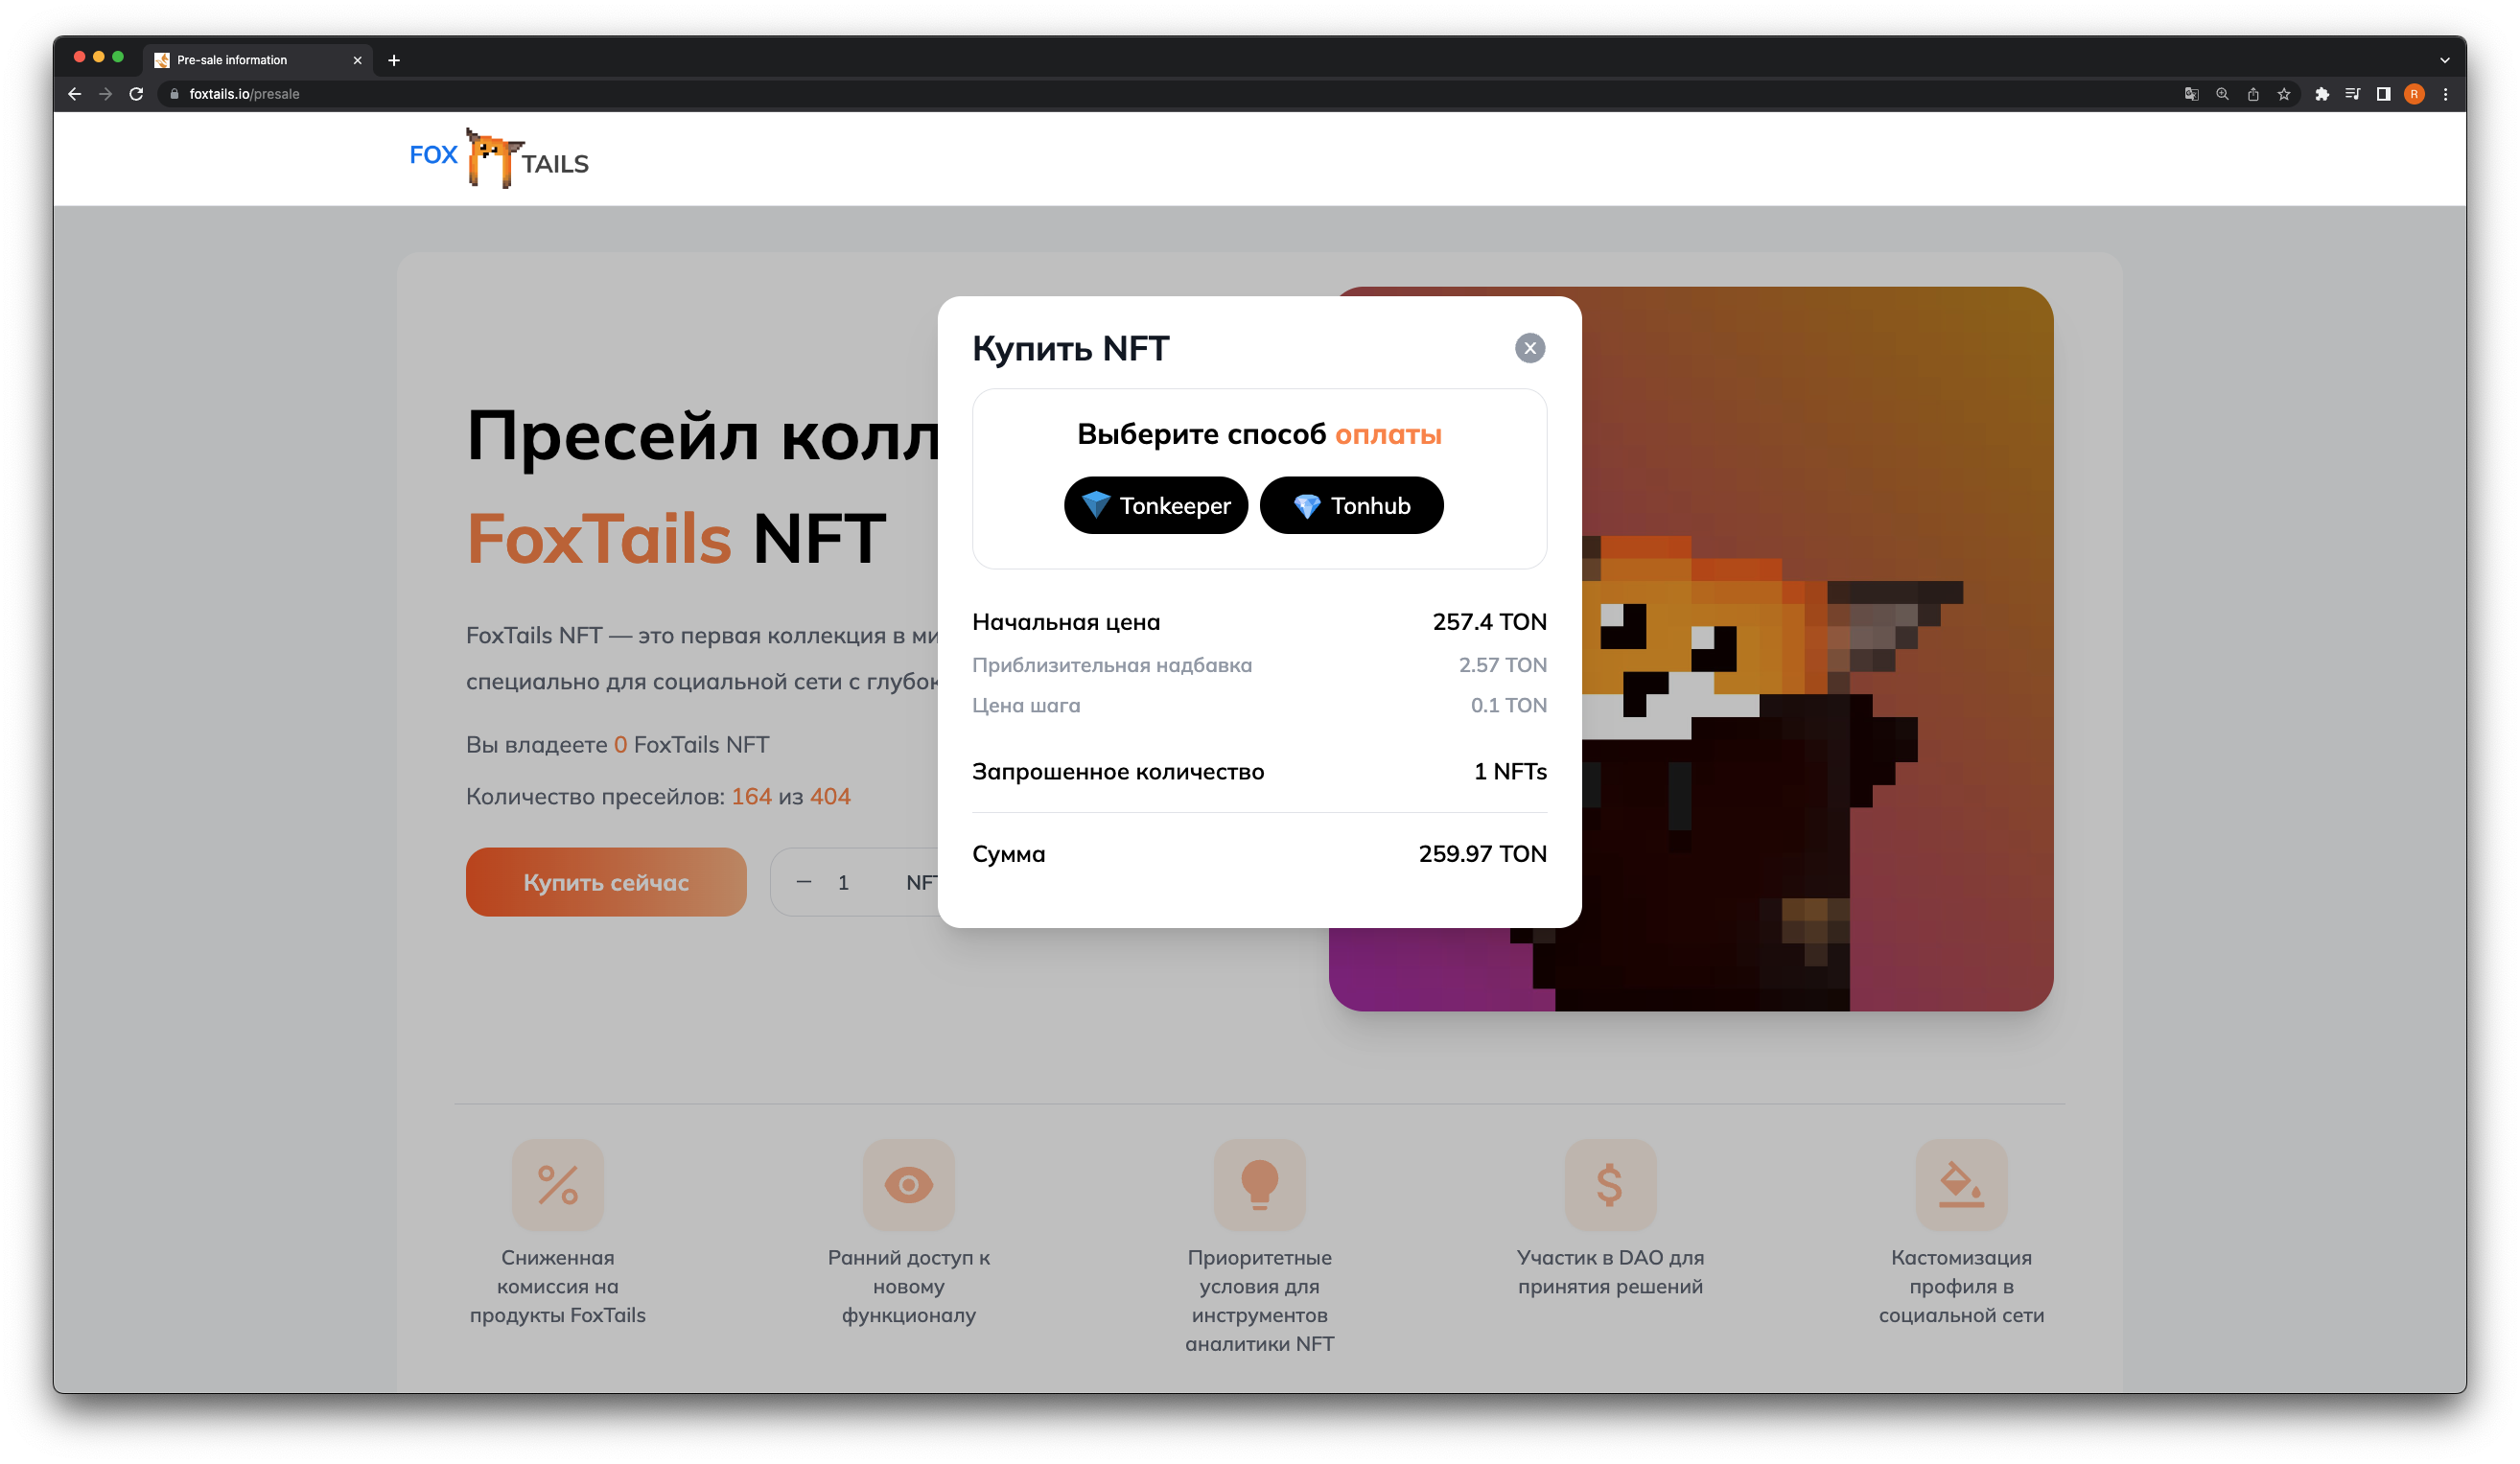 Pre-sale information
foxtails.io/presale
R
FOX TAILS
Купить NFT
Выберите способ оплаты
Tonkeeper
Tonhub
Начальная цена 257.4 TON
Приблизительная надбавка 2.57 TON
Цена шага 0.1 TON
Запрошенное количество 1 NFTs
Сумма 259.97 TON
Пресейл колл
FoxTails NFT
FoxTails NFT — это первая коллекция в ми
специально для социальной сети с глубок
Вы владеете 0 FoxTails NFT
Количество пресейлов: 164 из 404
Купить сейчас
— 1 NFT
Сниженная
комиссия на
продукты FoxTails
Ранний доступ к
новому
функционалу
Приоритетные
условия для
инструментов
аналитики NFT
Участик в DAO для
принятия решений
Кастомизация
профиля в
социальной сети